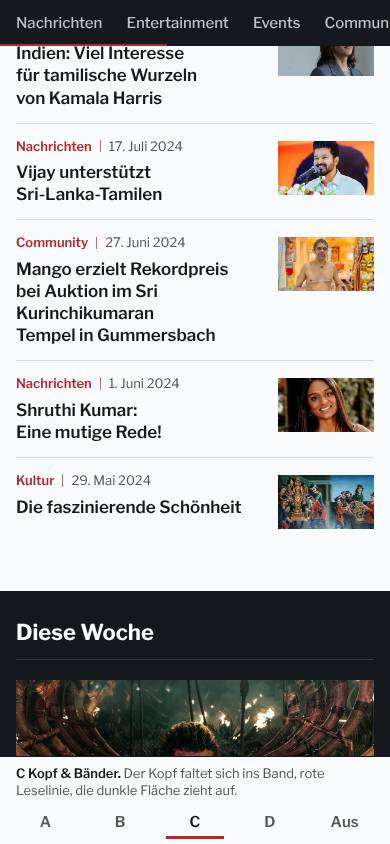 Nachrichten Entertainment Events Commun
Indien: Viel Interesse
für tamilische Wurzeln
von Kamala Harris
Nachrichten | 17. Juli 2024
Vijay unterstützt
Sri-Lanka-Tamilen
Community | 27. Juni 2024
Mango erzielt Rekordpreis
bei Auktion im Sri
Kurinchikumaran
Tempel in Gummersbach
Nachrichten | 1. Juni 2024
Shruthi Kumar:
Eine mutige Rede!
Kultur | 29. Mai 2024
Die faszinierende Schönheit
Diese Woche
C Kopf & Bänder. Der Kopf faltet sich ins Band, rote
Leselinie, die dunkle Fläche zieht auf.
A B C D Aus